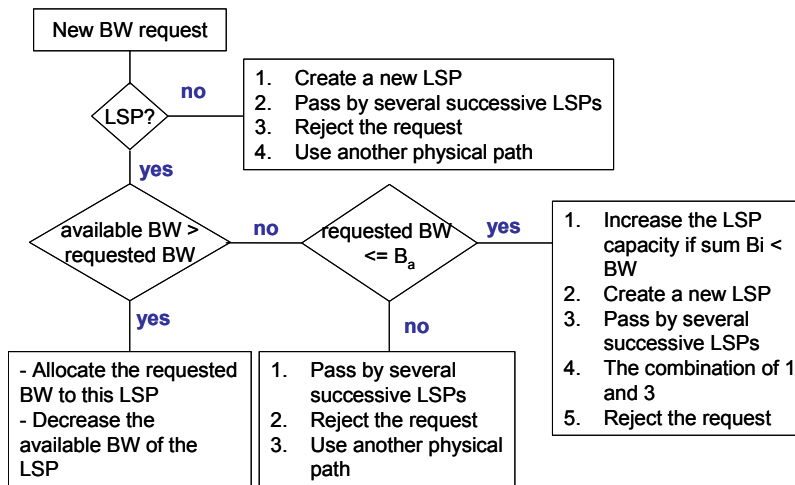 New BW request
LSP?
no
1. Create a new LSP
2. Pass by several successive LSPs
3. Reject the request
4. Use another physical path
yes
available BW >
requested BW
no
requested BW
<= Ba
yes
1. Increase the LSP
capacity if sum Bi <
BW
2. Create a new LSP
3. Pass by several
successive LSPs
4. The combination of 1
and 3
5. Reject the request
yes
- Allocate the requested
BW to this LSP
- Decrease the
available BW of the
LSP
no
1. Pass by several
successive LSPs
2. Reject the request
3. Use another physical
path